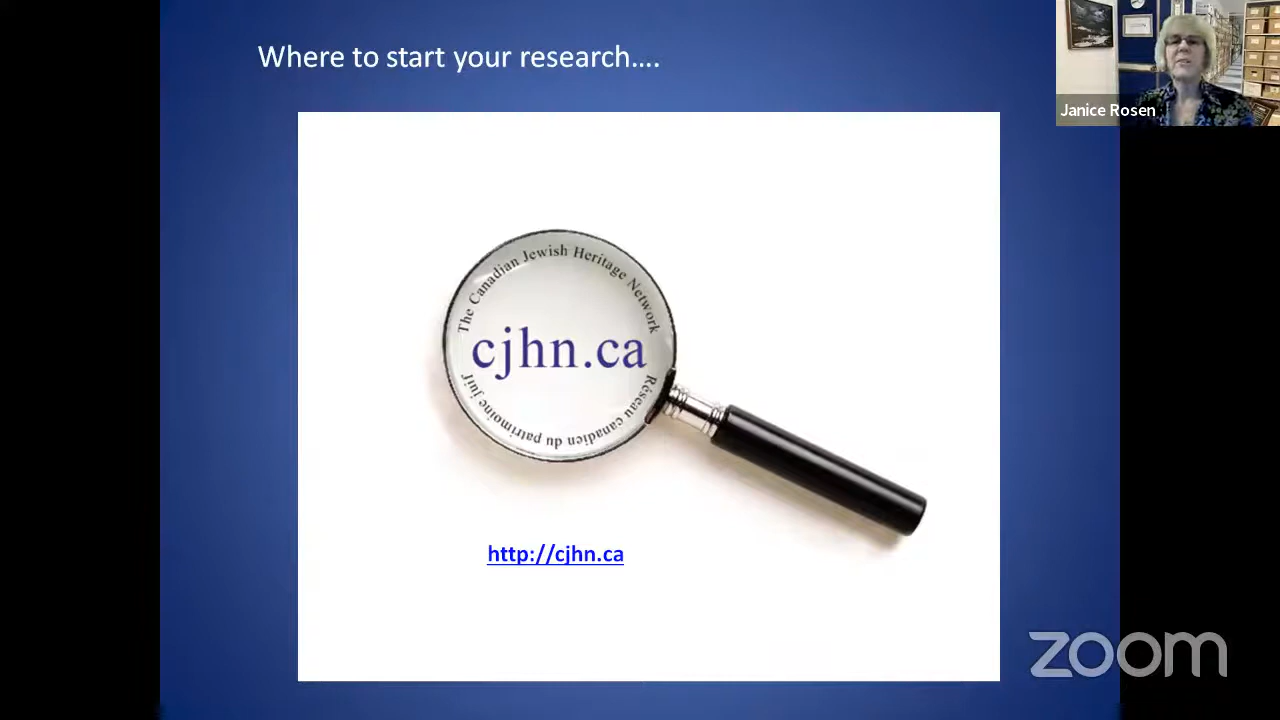 Where to start your research....
Janice Rosen
The Canadian Jewish Heritage Network
cjhn.ca
Réseau canadien du patrimoine juif
http://cjhn.ca
zoom